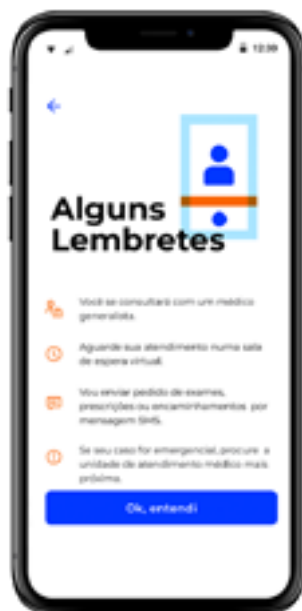 12:39
Alguns
Lembretes
Você se consultará com um médico
generalista.
Aguarde sua atendimento numa sala
de espera virtual.
Vou enviar pedido de exames,
prescrições ou encaminhamentos por
mensagem SMS.
Se seu caso for emergencial, procure a
unidade de atendimento médico mais
próxima.
Ok, entendi